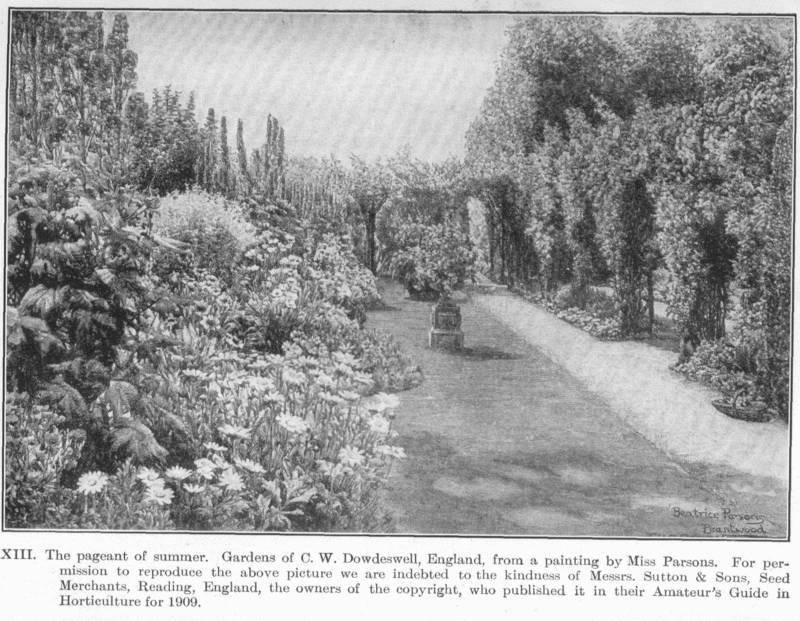 Beatrice Parsons
Brantwood
XIII. The pageant of summer. Gardens of C. W. Dowdeswell, England, from a painting by Miss Parsons. For per-
mission to reproduce the above picture we are indebted to the kindness of Messrs. Sutton & Sons, Seed
Merchants, Reading, England, the owners of the copyright, who published it in their Amateur's Guide in
Horticulture for 1909.